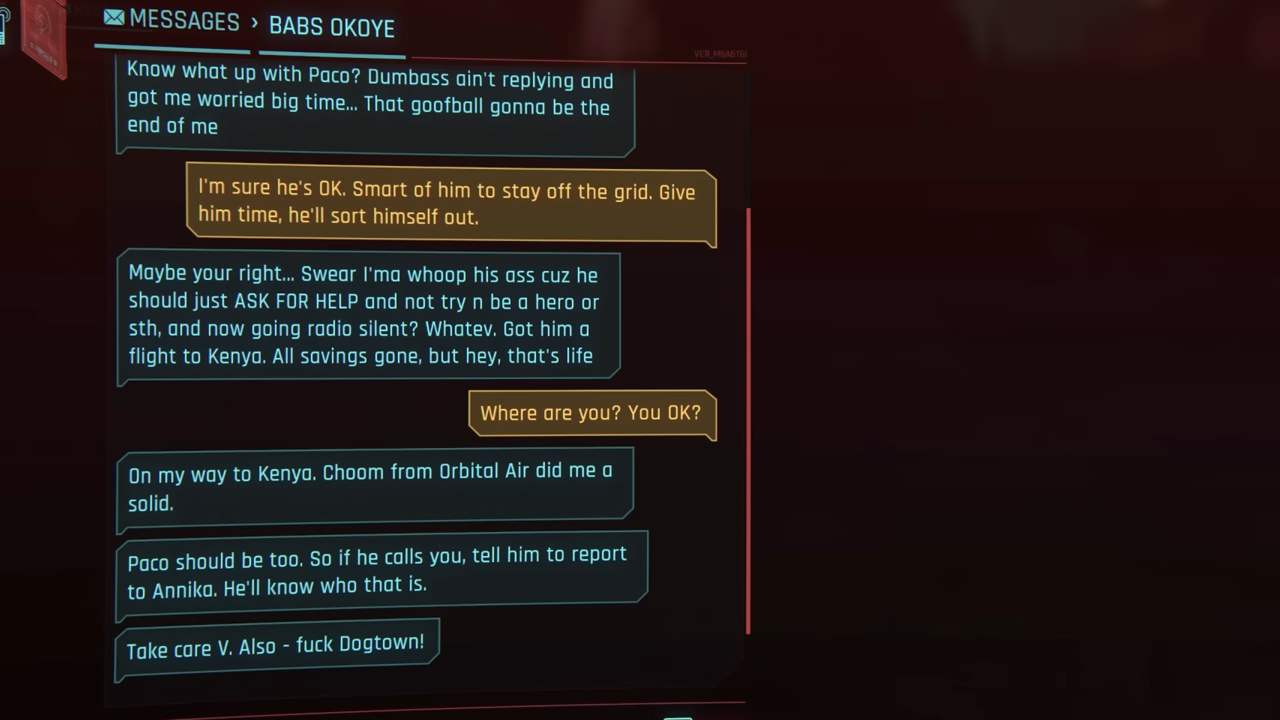 MESSAGES › BABS OKOYE
VER_M6A676I
Know what up with Paco? Dumbass ain't replying and
got me worried big time... That goofball gonna be the
end of me
I'm sure he's OK. Smart of him to stay off the grid. Give
him time, he'll sort himself out.
Maybe your right... Swear I'ma whoop his ass cuz he
should just ASK FOR HELP and not try n be a hero or
sth, and now going radio silent? Whatev. Got him a
flight to Kenya. All savings gone, but hey, that's life
Where are you? You OK?
On my way to Kenya. Choom from Orbital Air did me a
solid.
Paco should be too. So if he calls you, tell him to report
to Annika. He'll know who that is.
Take care V. Also - fuck Dogtown!